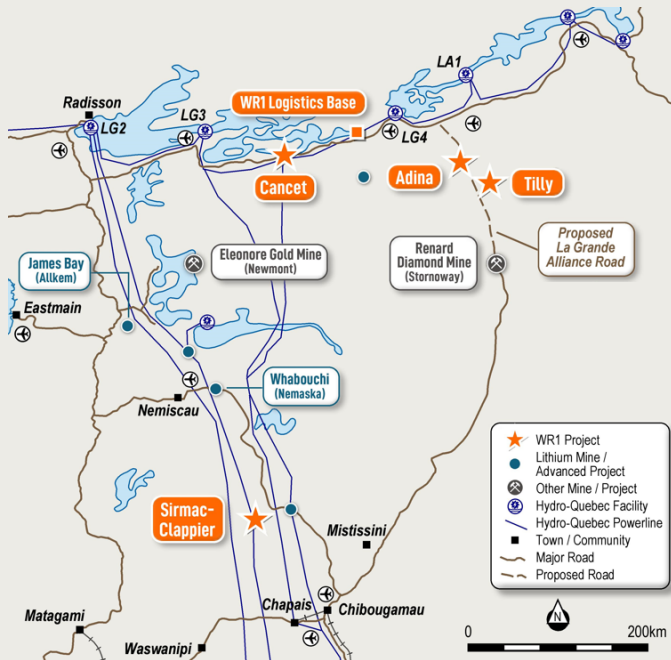 LA1
WR1 Logistics Base
Radisson
LG2
LG3
LG4
Cancet
Adina
Tilly
Proposed
La Grande
Alliance Road
Eleonore Gold Mine
(Newmont)
Renard
Diamond Mine
(Stornoway)
James Bay
(Allkem)
Eastmain
Whabouchi
(Nemaska)
Nemiscau
Sirmac-
Clappier
Mistissini
Chapais
Chibougamau
Matagami
Waswanipi
WR1 Project
Lithium Mine /
Advanced Project
Other Mine / Project
Hydro-Quebec Facility
Hydro-Quebec Powerline
Town / Community
Major Road
Proposed Road
N
0
200km